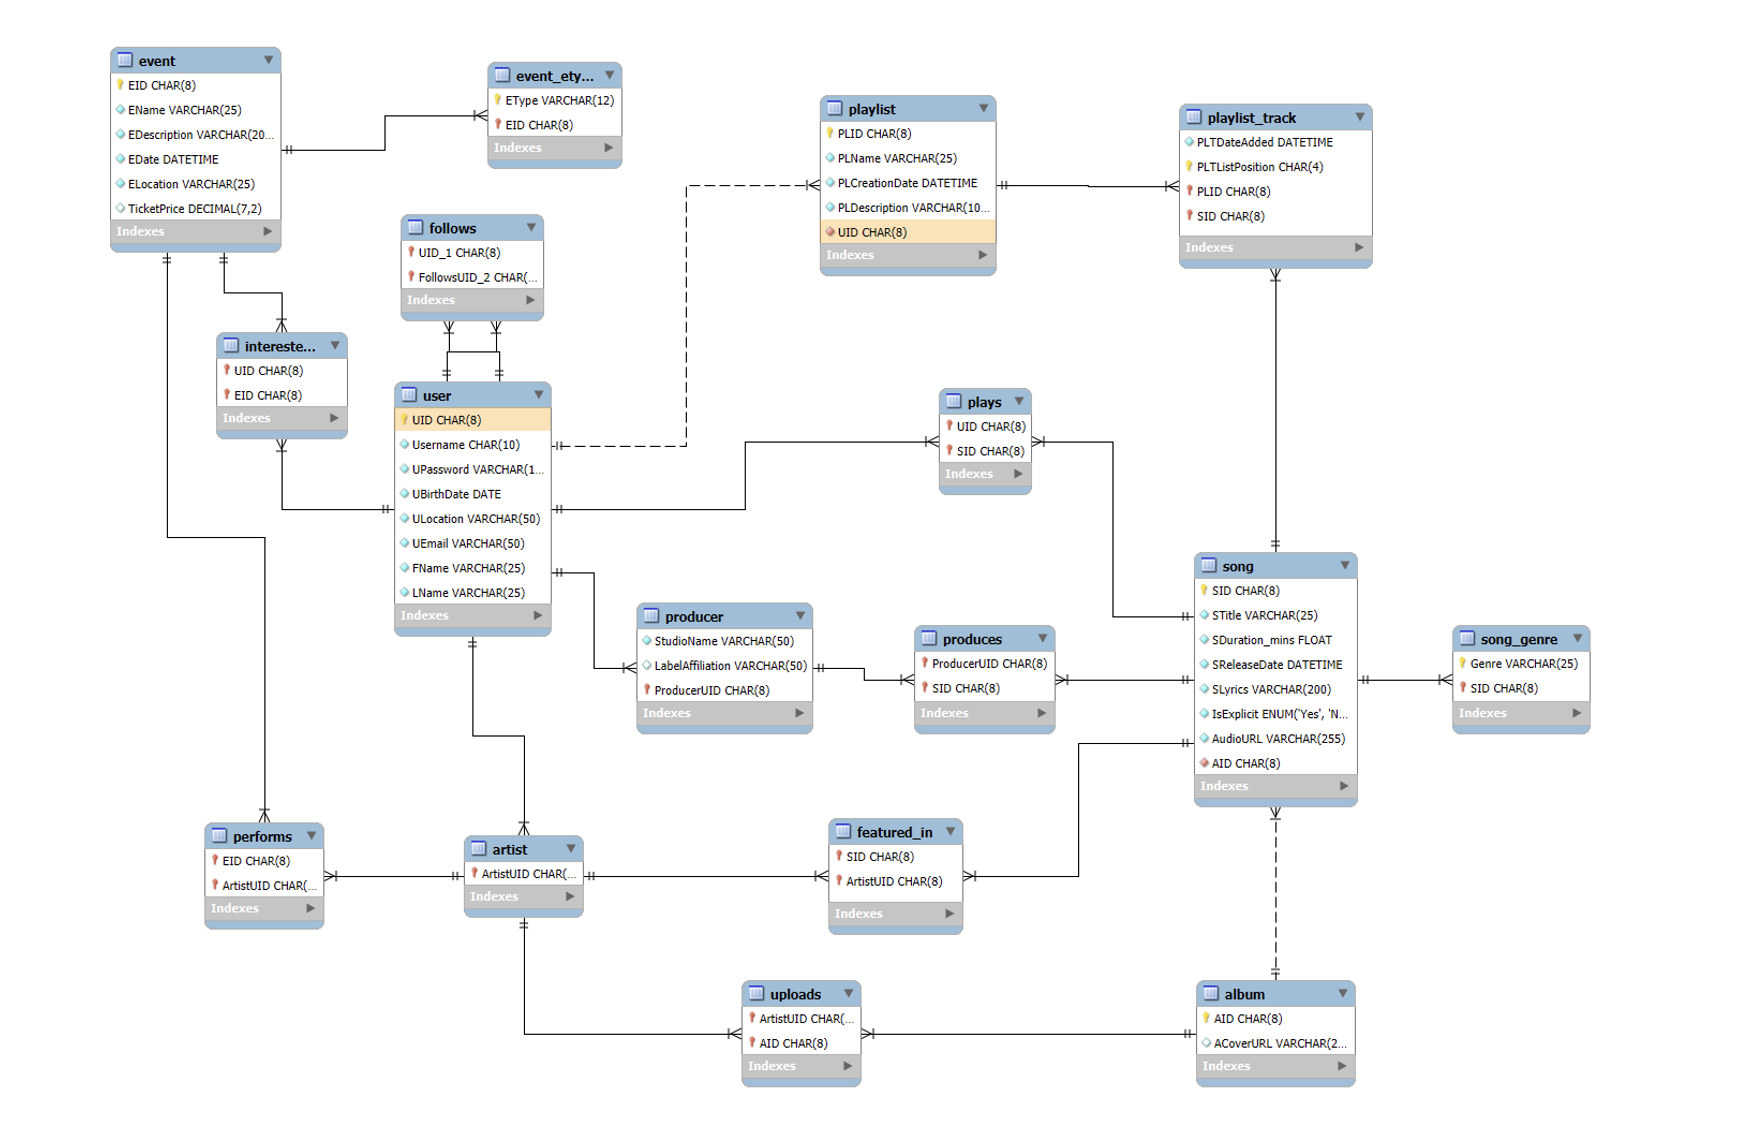 event
EID CHAR(8)
EName VARCHAR(25)
EDescription VARCHAR(20...
EDate DATETIME
ELocation VARCHAR(25)
TicketPrice DECIMAL(7,2)
Indexes
event_ety...
EType VARCHAR(12)
EID CHAR(8)
Indexes
playlist
PLID CHAR(8)
PLName VARCHAR(25)
PLCreationDate DATETIME
PLDescription VARCHAR(10...
UID CHAR(8)
Indexes
playlist_track
PLTDateAdded DATETIME
PLTListPosition CHAR(4)
PLID CHAR(8)
SID CHAR(8)
Indexes
follows
UID_1 CHAR(8)
FollowsUID_2 CHAR(...
Indexes
intereste...
UID CHAR(8)
EID CHAR(8)
Indexes
user
UID CHAR(8)
Username CHAR(10)
UPassword VARCHAR(1...
UBirthDate DATE
ULocation VARCHAR(50)
UEmail VARCHAR(50)
FName VARCHAR(25)
LName VARCHAR(25)
Indexes
plays
UID CHAR(8)
SID CHAR(8)
Indexes
producer
StudioName VARCHAR(50)
LabelAffiliation VARCHAR(50)
ProducerUID CHAR(8)
Indexes
produces
ProducerUID CHAR(8)
SID CHAR(8)
Indexes
song
SID CHAR(8)
STitle VARCHAR(25)
SDuration_mins FLOAT
SReleaseDate DATETIME
SLyrics VARCHAR(200)
IsExplicit ENUM('Yes', 'N...
AudioURL VARCHAR(255)
AID CHAR(8)
Indexes
song_genre
Genre VARCHAR(25)
SID CHAR(8)
Indexes
performs
EID CHAR(8)
ArtistUID CHAR(...
Indexes
artist
ArtistUID CHAR(...
Indexes
featured_in
SID CHAR(8)
ArtistUID CHAR(8)
Indexes
uploads
ArtistUID CHAR(...
AID CHAR(8)
Indexes
album
AID CHAR(8)
ACoverURL VARCHAR(2...
Indexes